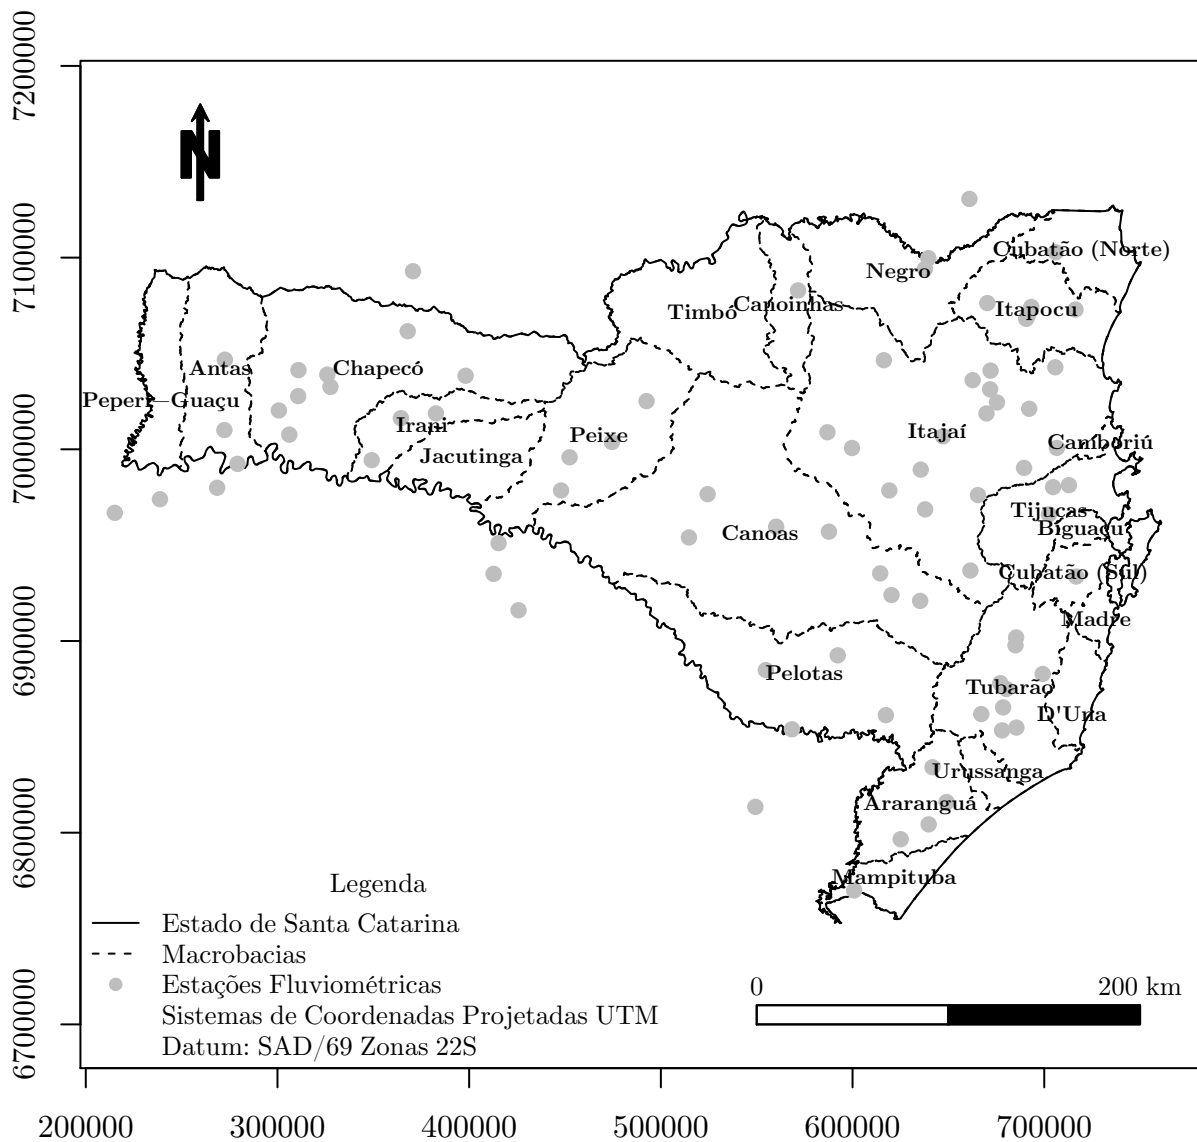 7200000
7100000
7000000
6900000
6800000
6700000
N
Cubatão (Norte)
Negro
Timbó
Canoinhas
Itapocu
Antas
Chapecó
Peperi−Guaçu
Irani
Peixe
Itajaí
Camboriú
Jacutinga
Tijucas
Biguaçu
Canoas
Cubatão (Sul)
Madre
Pelotas
Tubarão
D'Una
Urussanga
Araranguá
Mampituba
Legenda
Estado de Santa Catarina
Macrobacias
Estações Fluviométricas
Sistemas de Coordenadas Projetadas UTM
Datum: SAD/69 Zonas 22S
0 200 km
200000 300000 400000 500000 600000 700000